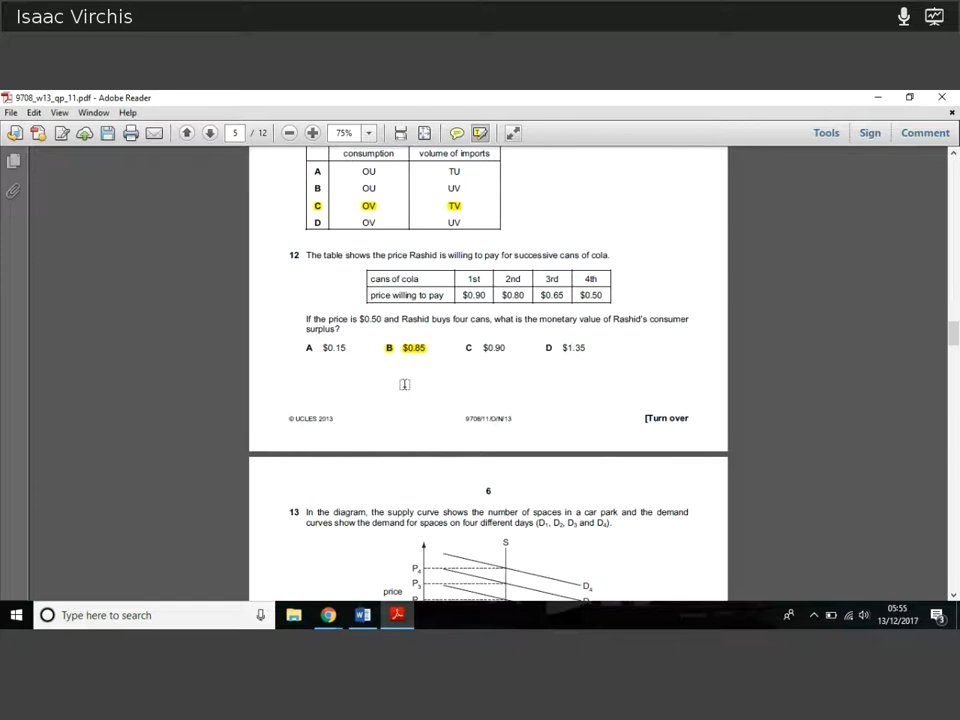 Isaac Virchis
9708_w13_qp_11.pdf - Adobe Reader
File Edit View Window Help
5 / 12 75% Tools Sign Comment
consumption volume of imports
A OU TU
B OU UV
C OV TV
D OV UV
12 The table shows the price Rashid is willing to pay for successive cans of cola.
cans of cola 1st 2nd 3rd 4th
price willing to pay $0.90 $0.80 $0.65 $0.50
If the price is $0.50 and Rashid buys four cans, what is the monetary value of Rashid's consumer
surplus?
A $0.15 B $0.85 C $0.90 D $1.35
© UCLES 2013 9708/11/O/N/13 [Turn over
6
13 In the diagram, the supply curve shows the number of spaces in a car park and the demand
curves show the demand for spaces on four different days (D1, D2, D3 and D4).
S
P4
P3
D4
price
Type here to search
05:55
13/12/2017
3